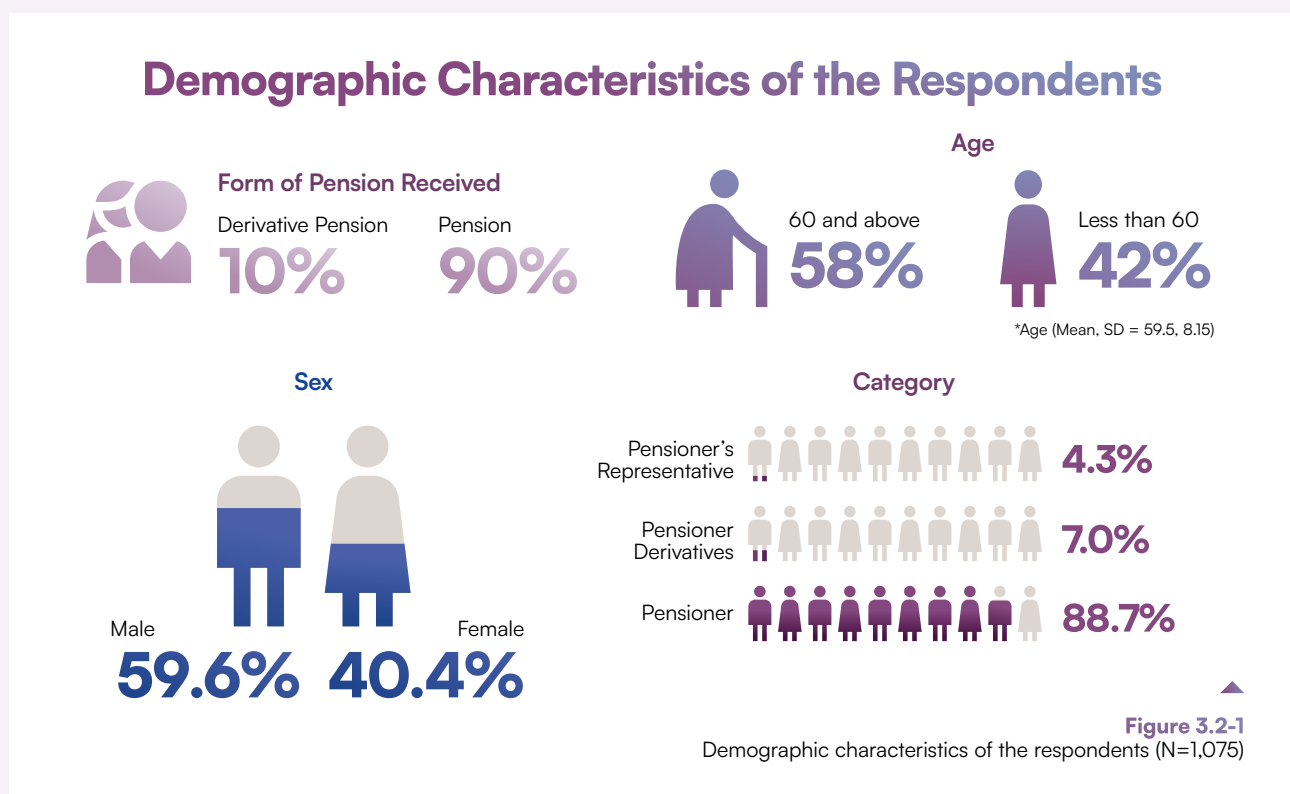 Demographic Characteristics of the Respondents
Form of Pension Received
Derivative Pension
10%
Pension
90%
Age
60 and above
58%
Less than 60
42%
*Age (Mean, SD = 59.5, 8.15)
Sex
Male
59.6%
Female
40.4%
Category
Pensioner’s
Representative
4.3%
Pensioner
Derivatives
7.0%
Pensioner
88.7%
Figure 3.2-1
Demographic characteristics of the respondents (N=1,075)